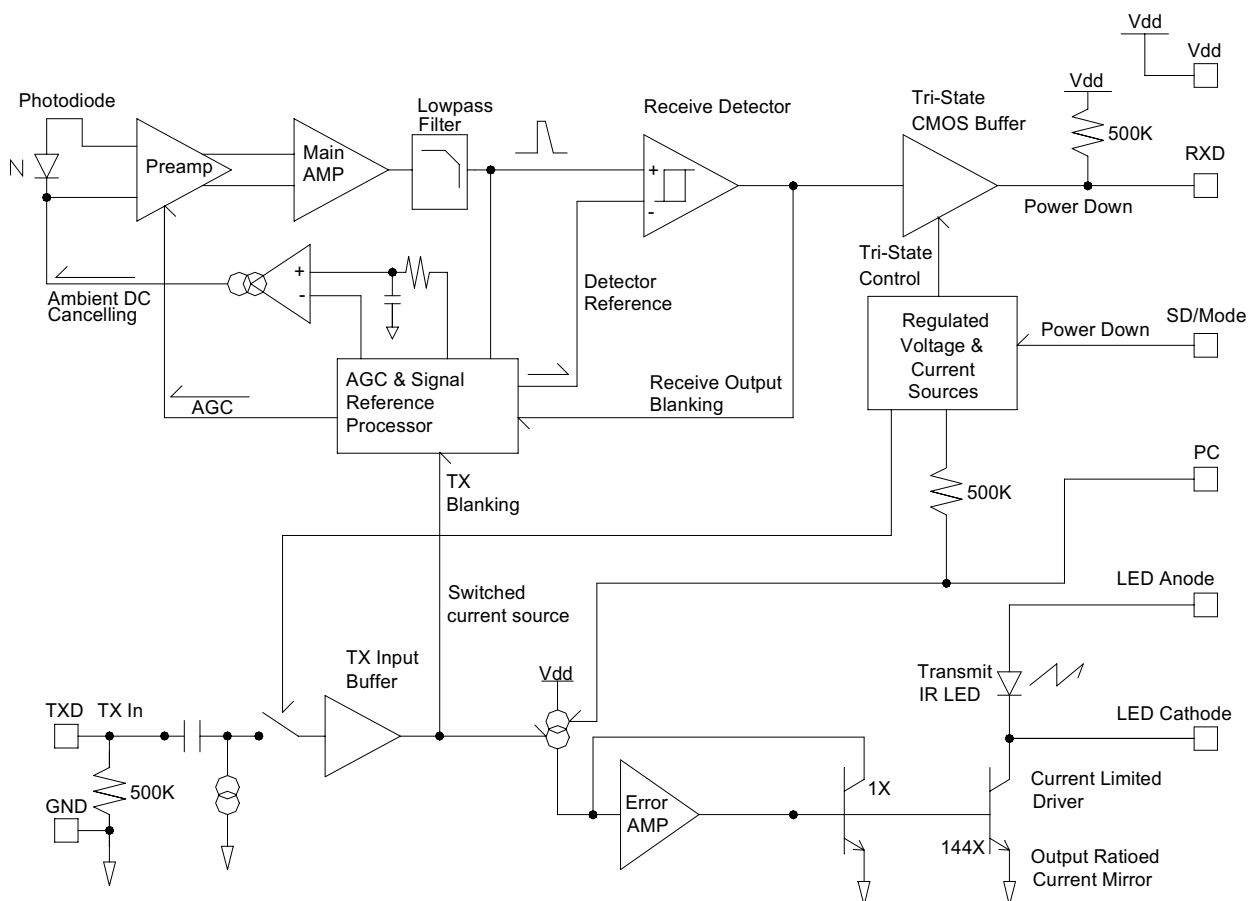 Vdd
Vdd
Photodiode
Lowpass
Filter
Receive Detector
Tri-State
CMOS Buffer
Vdd
500K
RXD
Preamp
Main
AMP
+
-
Power Down
Tri-State
Control
+
-
Ambient DC
Cancelling
Detector
Reference
Regulated
Voltage &
Current
Sources
Power Down
SD/Mode
AGC
AGC & Signal
Reference
Processor
Receive Output
Blanking
TX
Blanking
500K
PC
Switched
current source
LED Anode
TX Input
Buffer
Vdd
Transmit
IR LED
LED Cathode
TXD
TX In
500K
GND
Error
AMP
1X
144X
Current Limited
Driver
Output Ratioed
Current Mirror